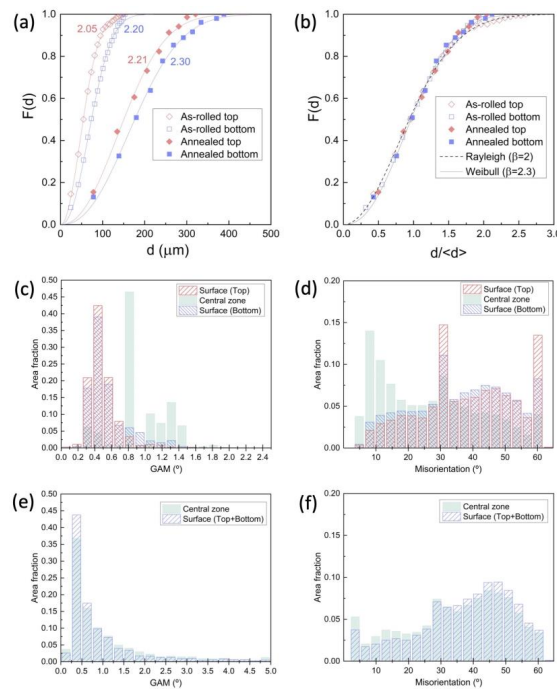 (a)
F(d)
1.0
0.8
0.6
0.4
0.2
0.0
2.05
2.20
2.21
2.30
As-rolled top
As-rolled bottom
Annealed top
Annealed bottom
0 100 200 300 400 500
d (μm)
(b)
F(d)
1.0
0.8
0.6
0.4
0.2
0.0
As-rolled top
As-rolled bottom
Annealed top
Annealed bottom
Rayleigh (β=2)
Weibull (β=2.3)
0.0 0.5 1.0 1.5 2.0 2.5 3.0
d/<d>
(c)
Area fraction
0.50
0.45
0.40
0.35
0.30
0.25
0.20
0.15
0.10
0.05
0.00
Surface (Top)
Central zone
Surface (Bottom)
0.0 0.2 0.4 0.6 0.8 1.0 1.2 1.4 1.6 1.8 2.0 2.2 2.4
GAM (º)
(d)
Area fraction
0.20
0.15
0.10
0.05
0.00
Surface (Top)
Central zone
Surface (Bottom)
0 10 20 30 40 50 60
Misorientation (º)
(e)
Area fraction
0.50
0.45
0.40
0.35
0.30
0.25
0.20
0.15
0.10
0.05
0.00
Central zone
Surface (Top+Bottom)
0.0 0.5 1.0 1.5 2.0 2.5 3.0 3.5 4.0 4.5 5.0
GAM (º)
(f)
Area fraction
0.20
0.15
0.10
0.05
0.00
Central zone
Surface (Top+Bottom)
0 10 20 30 40 50 60
Misorientation (º)